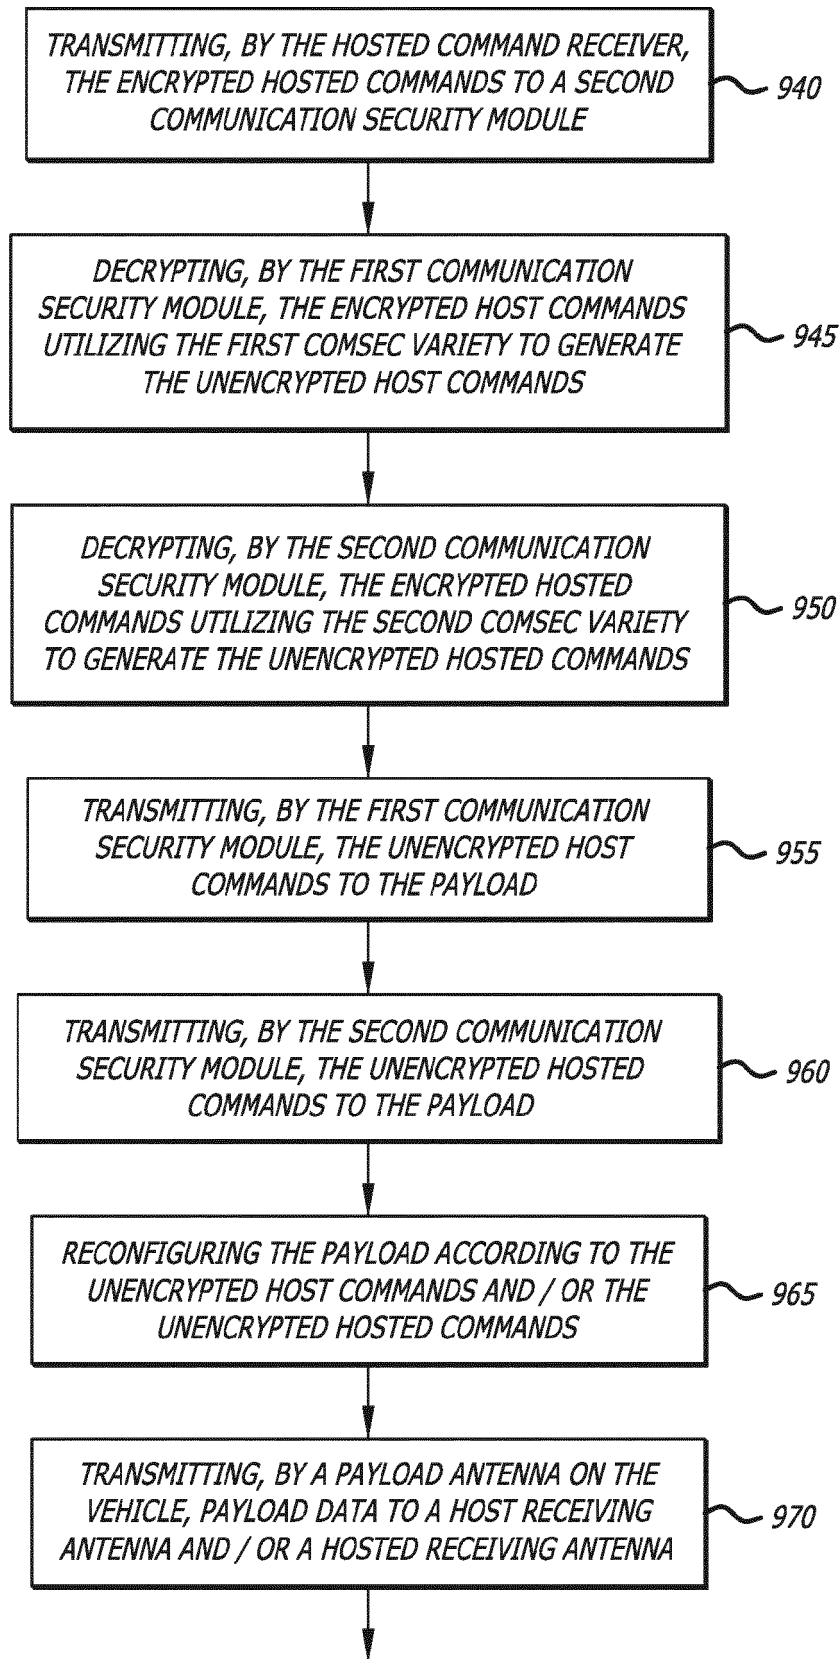 TRANSMITTING, BY THE HOSTED COMMAND RECEIVER,
THE ENCRYPTED HOSTED COMMANDS TO A SECOND
COMMUNICATION SECURITY MODULE
940
DECRYPTING, BY THE FIRST COMMUNICATION
SECURITY MODULE, THE ENCRYPTED HOST COMMANDS
UTILIZING THE FIRST COMSEC VARIETY TO GENERATE
THE UNENCRYPTED HOST COMMANDS
945
DECRYPTING, BY THE SECOND COMMUNICATION
SECURITY MODULE, THE ENCRYPTED HOSTED
COMMANDS UTILIZING THE SECOND COMSEC VARIETY
TO GENERATE THE UNENCRYPTED HOSTED COMMANDS
950
TRANSMITTING, BY THE FIRST COMMUNICATION
SECURITY MODULE, THE UNENCRYPTED HOST
COMMANDS TO THE PAYLOAD
955
TRANSMITTING, BY THE SECOND COMMUNICATION
SECURITY MODULE, THE UNENCRYPTED HOSTED
COMMANDS TO THE PAYLOAD
960
RECONFIGURING THE PAYLOAD ACCORDING TO THE
UNENCRYPTED HOST COMMANDS AND / OR THE
UNENCRYPTED HOSTED COMMANDS
965
TRANSMITTING, BY A PAYLOAD ANTENNA ON THE
VEHICLE, PAYLOAD DATA TO A HOST RECEIVING
ANTENNA AND / OR A HOSTED RECEIVING ANTENNA
970